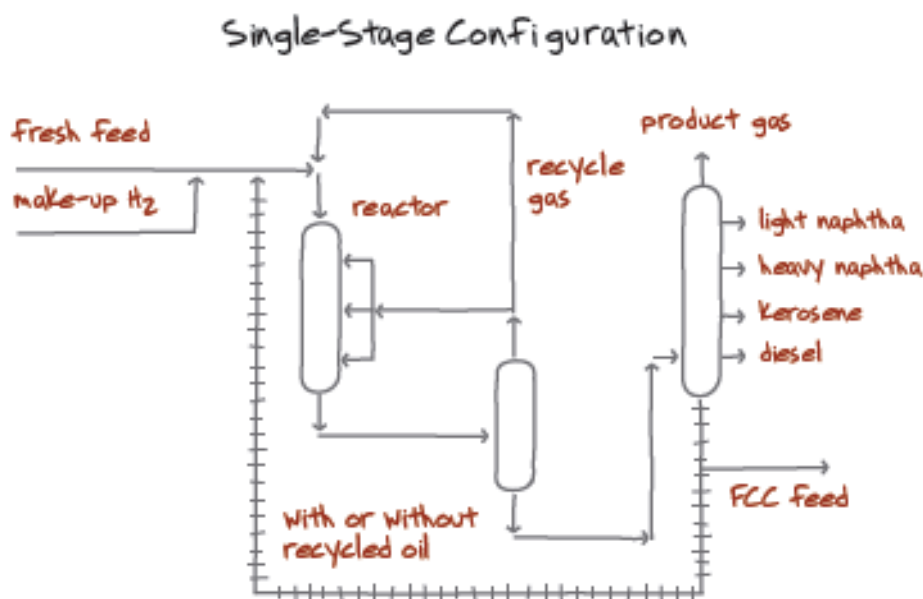 Single-Stage Configuration
fresh feed
make-up H₂
reactor
recycle
gas
product gas
light naphtha
heavy naphtha
kerosene
diesel
FCC feed
with or without
recycled oil